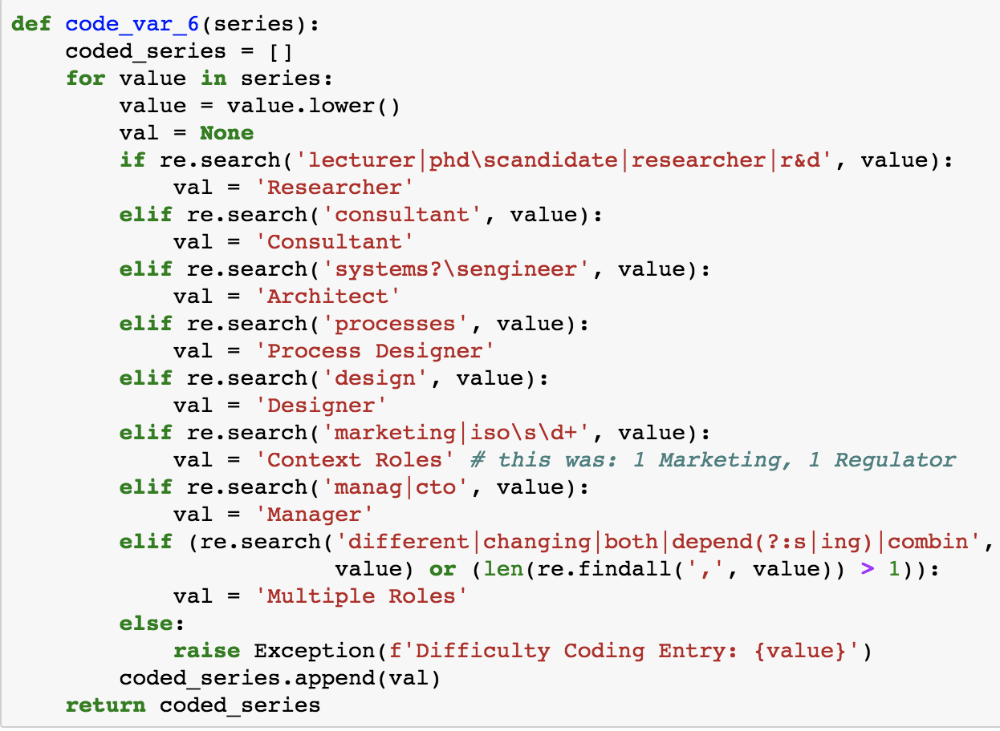 def code_var_6(series):
    coded_series = []
    for value in series:
        value = value.lower()
        val = None
        if re.search('lecturer|phd\scandidate|researcher|r&d', value):
            val = 'Researcher'
        elif re.search('consultant', value):
            val = 'Consultant'
        elif re.search('systems?\sengineer', value):
            val = 'Architect'
        elif re.search('processes', value):
            val = 'Process Designer'
        elif re.search('design', value):
            val = 'Designer'
        elif re.search('marketing|iso\s\d+', value):
            val = 'Context Roles' # this was: 1 Marketing, 1 Regulator
        elif re.search('manag|cto', value):
            val = 'Manager'
        elif (re.search('different|changing|both|depend(?:s|ing)|combin',
                        value) or (len(re.findall(',', value)) > 1)):
            val = 'Multiple Roles'
        else:
            raise Exception(f'Difficulty Coding Entry: {value}')
        coded_series.append(val)
    return coded_series